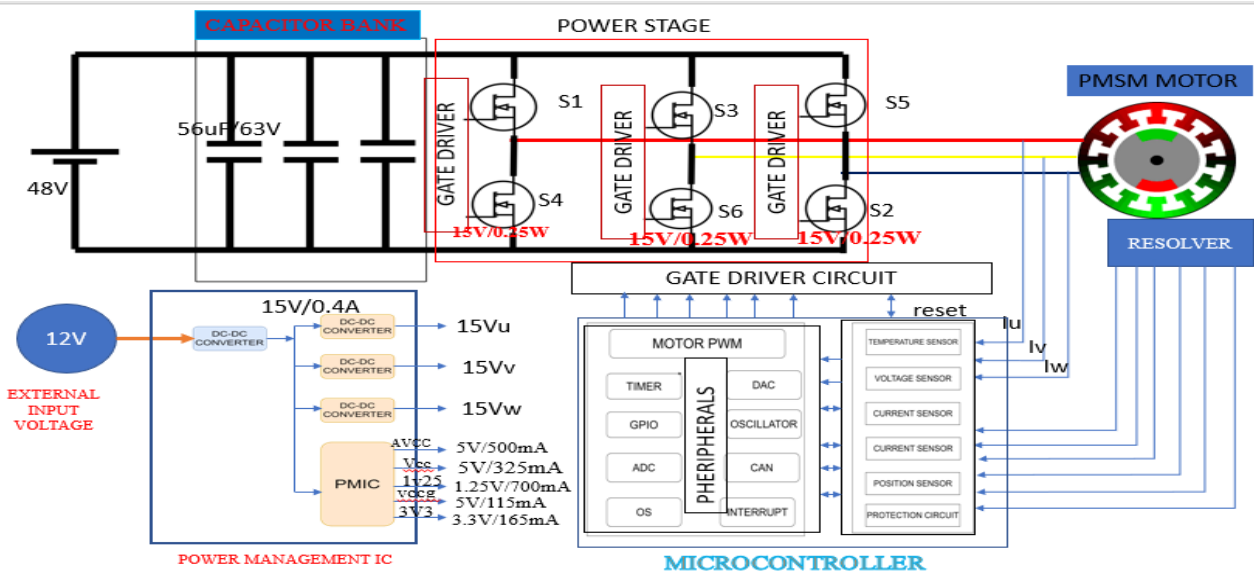 CAPACITOR BANK
POWER STAGE
PMSM MOTOR
56uF/63V
48V
GATE DRIVER
S1
S4
15V/0.25W
GATE DRIVER
S3
S6
15V/0.25W
GATE DRIVER
S5
S2
15V/0.25W
RESOLVER
GATE DRIVER CIRCUIT
reset
Iu
Iv
Iw
12V
EXTERNAL
INPUT
VOLTAGE
15V/0.4A
DC-DC
CONVERTER
DC-DC
CONVERTER
15Vu
DC-DC
CONVERTER
15Vv
DC-DC
CONVERTER
15Vw
PMIC
AVCC
5V/500mA
Vcc
5V/325mA
1v25
1.25V/700mA
vccg
5V/115mA
3V3
3.3V/165mA
POWER MANAGEMENT IC
MOTOR PWM
TIMER
DAC
GPIO
OSCILLATOR
ADC
CAN
OS
INTERRUPT
PHERIPHERALS
TEMPERATURE SENSOR
VOLTAGE SENSOR
CURRENT SENSOR
CURRENT SENSOR
POSITION SENSOR
PROTECTION CIRCUIT
MICROCONTROLLER